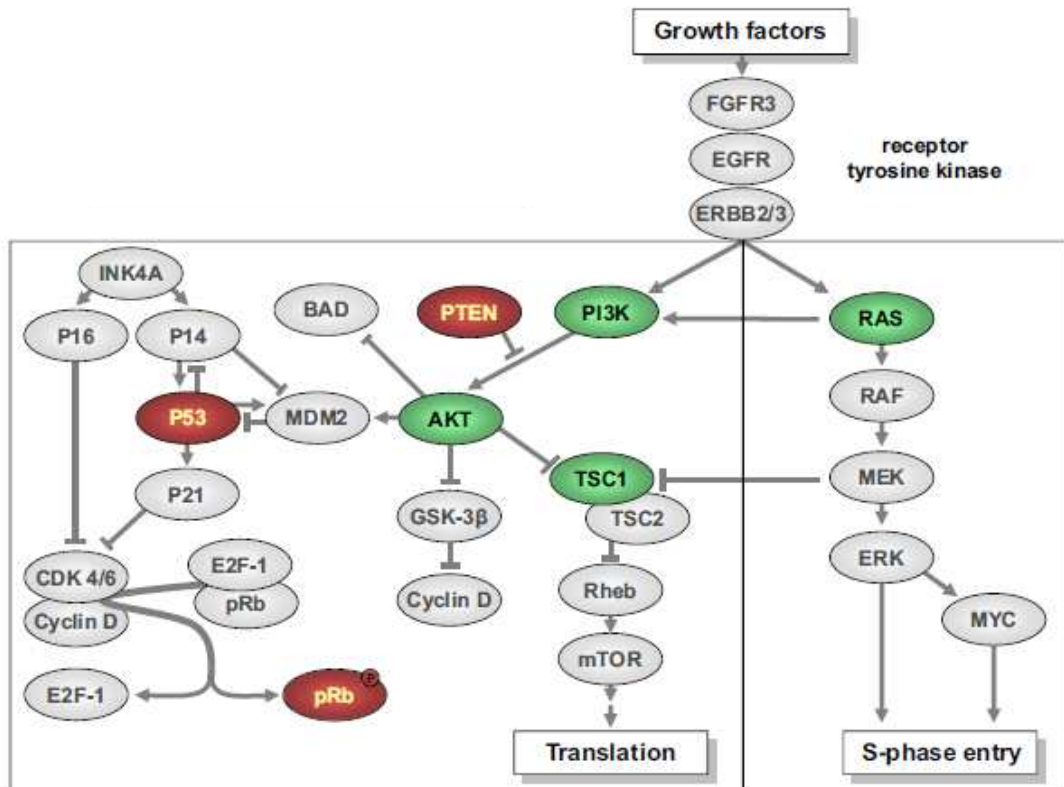 Growth factors
FGFR3
EGFR
receptor
tyrosine kinase
ERBB2/3
INK4A
BAD
PTEN
PI3K
RAS
P16
P14
RAF
P53
MDM2
AKT
TSC1
MEK
P21
GSK-3β
TSC2
E2F-1
ERK
CDK 4/6
pRb
Cyclin D
Cyclin D
Rheb
MYC
mTOR
E2F-1
pRb
P
Translation
S-phase entry